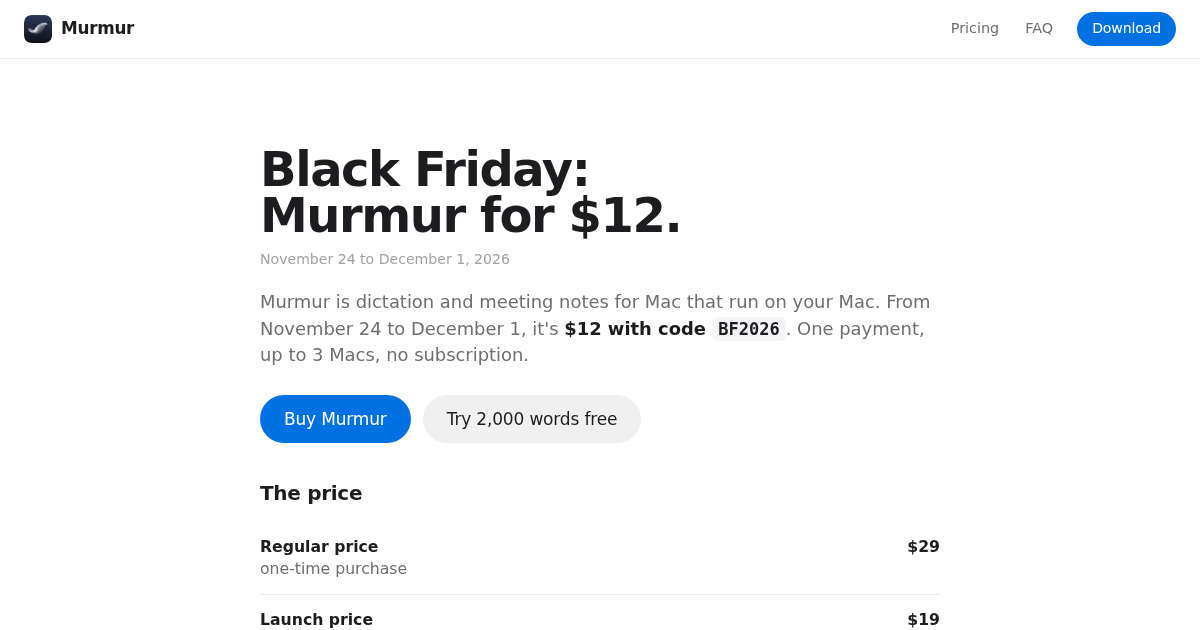 Murmur
Pricing FAQ Download
Black Friday:
Murmur for $12.
November 24 to December 1, 2026
Murmur is dictation and meeting notes for Mac that run on your Mac. From
November 24 to December 1, it's $12 with code BF2026. One payment,
up to 3 Macs, no subscription.
Buy Murmur Try 2,000 words free
The price
Regular price $29
one-time purchase
Launch price $19